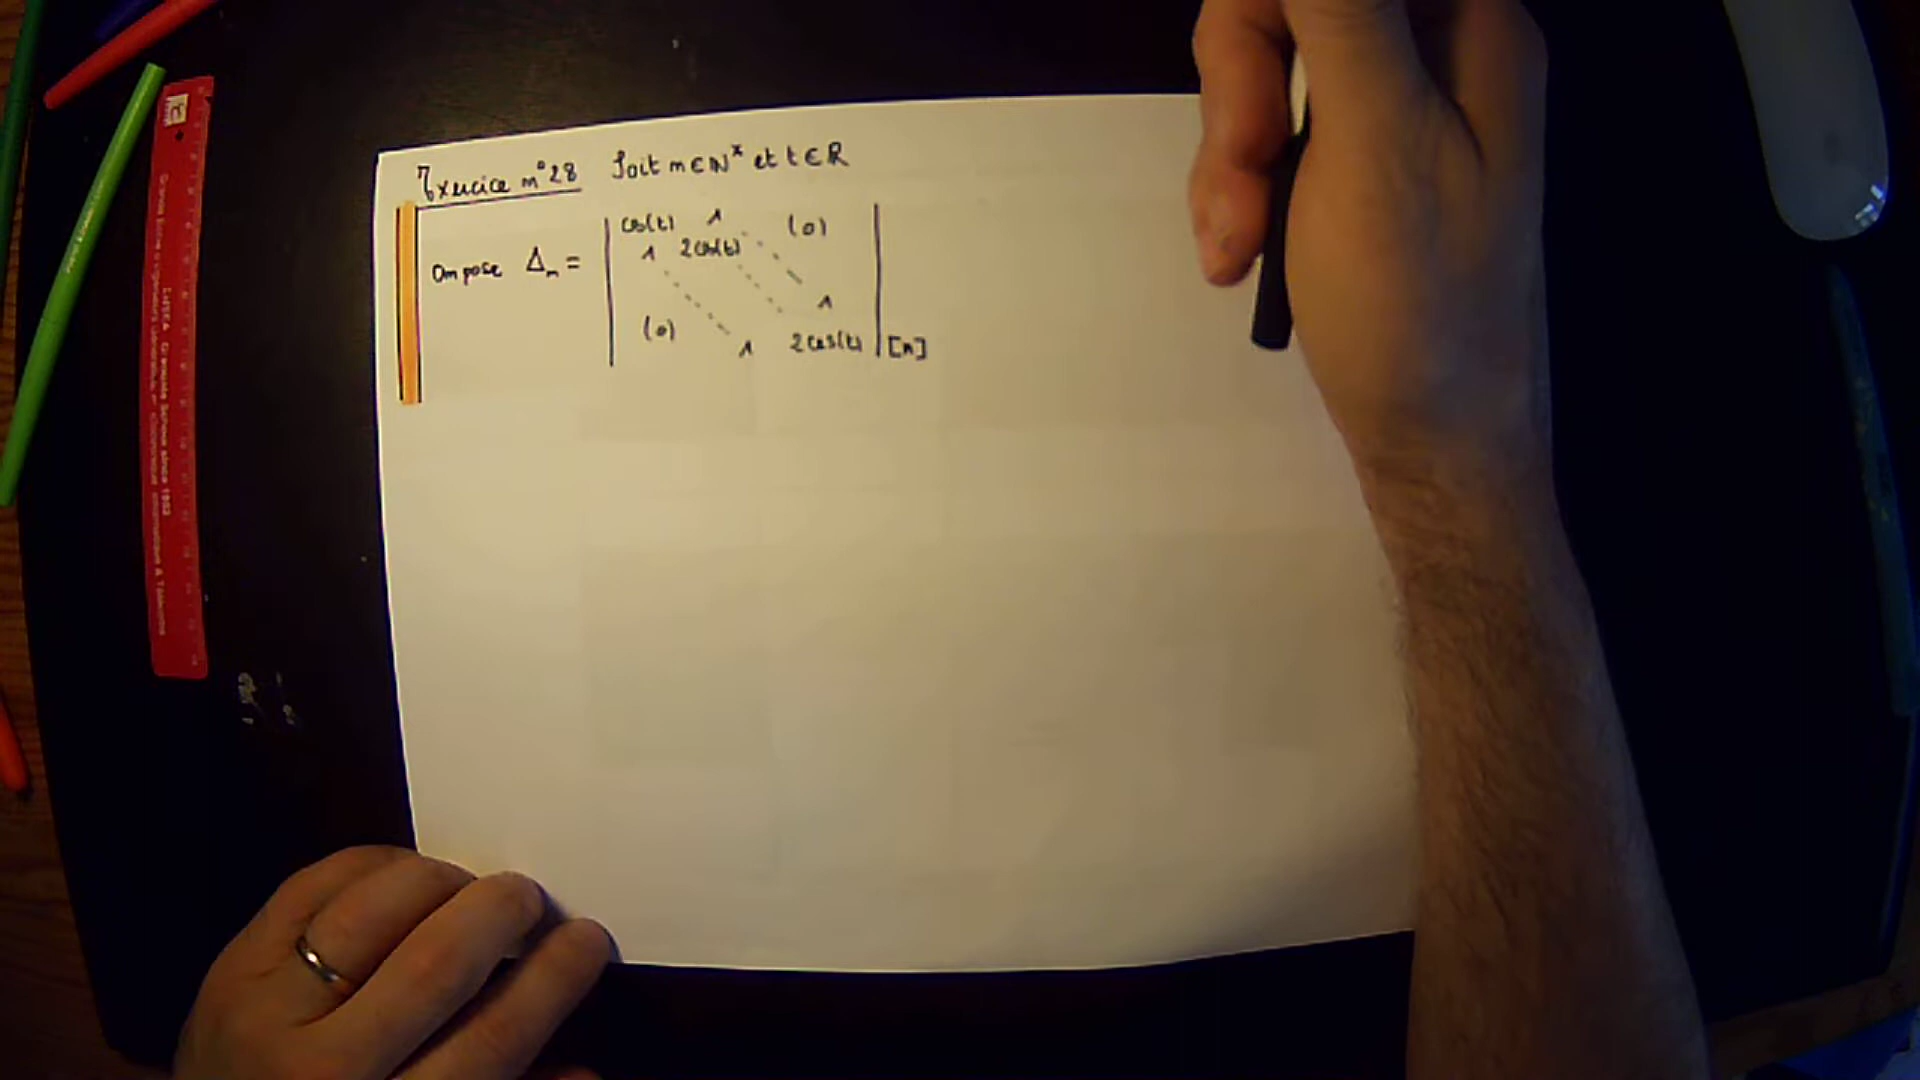 Exercice n°28 Soit n ∈ ℕ* et t ∈ ℝ
On pose Δₙ =
cos(t) 1 (0)
1 2cos(t)
1
(0)
1 2cos(t) [n]